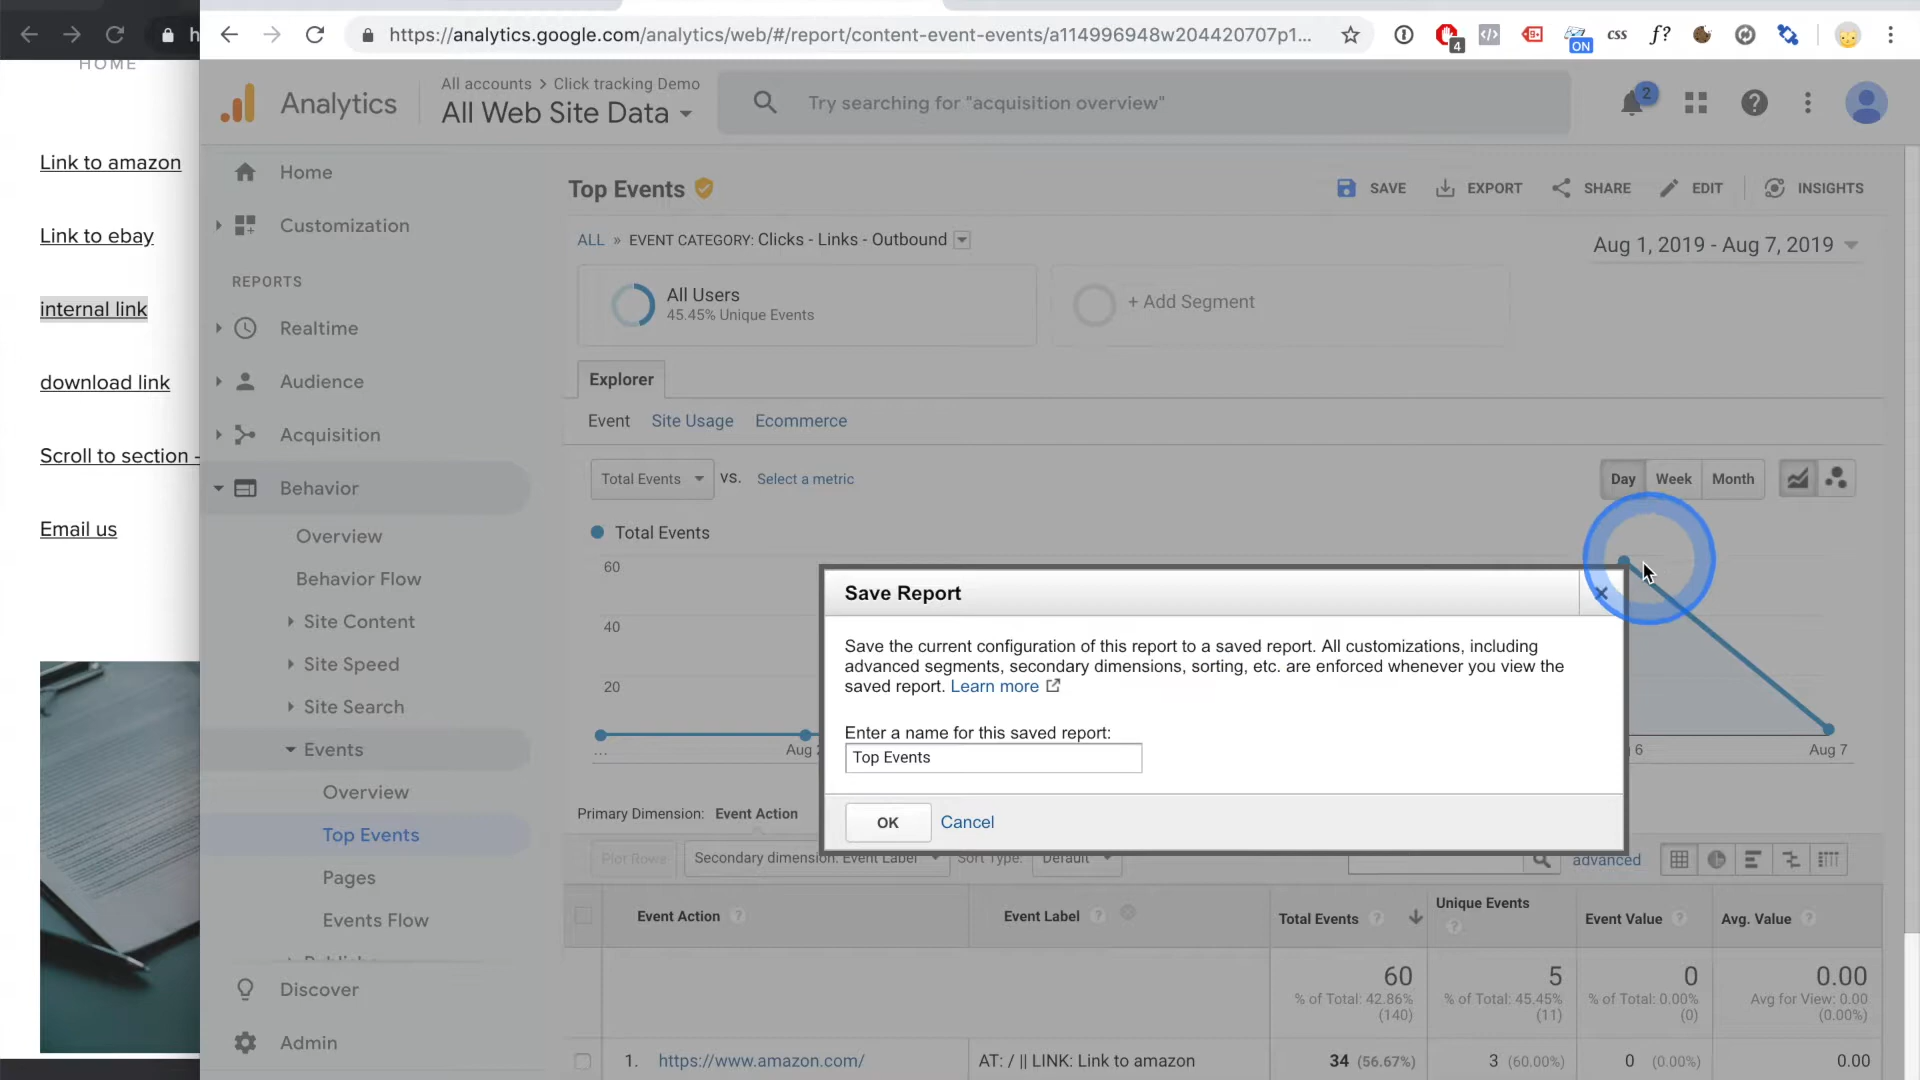 https://analytics.google.com/analytics/web/#/report/content-event-events/a114996948w204420707p1...
4
ON
css
f?
HOME
Link to amazon
Link to ebay
internal link
download link
Scroll to section -
Email us
Analytics
All accounts > Click tracking Demo
All Web Site Data
Try searching for "acquisition overview"
2
Home
Customization
REPORTS
Realtime
Audience
Acquisition
Behavior
Overview
Behavior Flow
Site Content
Site Speed
Site Search
Events
Overview
Top Events
Pages
Events Flow
Discover
Admin
Top Events
SAVE
EXPORT
SHARE
EDIT
INSIGHTS
ALL » EVENT CATEGORY: Clicks - Links - Outbound
Aug 1, 2019 - Aug 7, 2019
All Users
45.45% Unique Events
+ Add Segment
Explorer
Event Site Usage Ecommerce
Total Events VS. Select a metric
Day Week Month
Total Events
60
40
20
...
Aug
6
Aug 7
Save Report
Save the current configuration of this report to a saved report. All customizations, including
advanced segments, secondary dimensions, sorting, etc. are enforced whenever you view the
saved report. Learn more
Enter a name for this saved report:
Top Events
OK Cancel
Primary Dimension: Event Action
Plot Rows Secondary dimension: Event Label Sort Type: Default advanced
Event Action Event Label Total Events Unique Events Event Value Avg. Value
60 5 0 0.00
% of Total: 42.86% % of Total: 45.45% % of Total: 0.00% Avg for View: 0.00
(140) (11) (0) (0.00%)
1. https://www.amazon.com/ AT: / || LINK: Link to amazon 34 (56.67%) 3 (60.00%) 0 (0.00%) 0.00